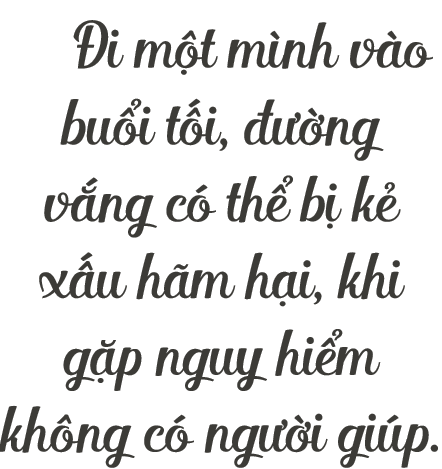 Đi một mình vào
buổi tối, đường
vắng có thể bị kẻ
xấu hãm hại, khi
gặp nguy hiểm
không có người giúp.